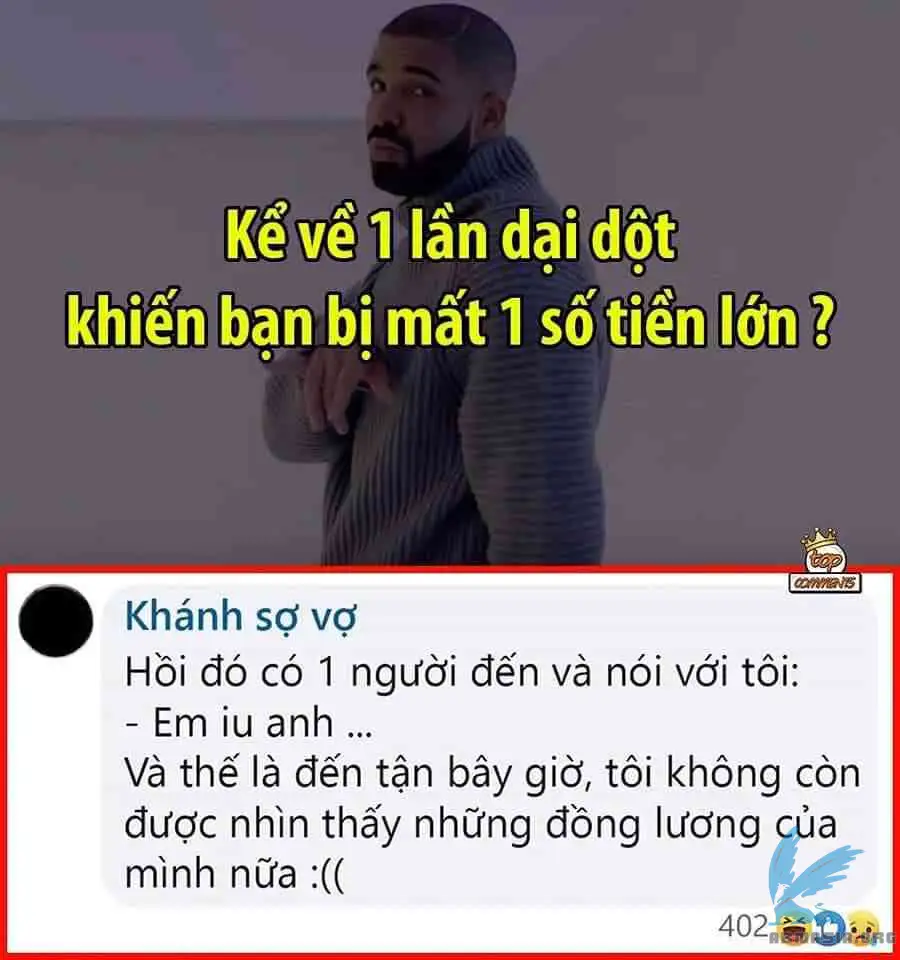 Kể về 1 lần dại dột
khiến bạn bị mất 1 số tiền lớn ?
top
COMMENTS
Khánh sợ vợ
Hồi đó có 1 người đến và nói với tôi:
- Em iu anh ...
Và thế là đến tận bây giờ, tôi không còn
được nhìn thấy những đồng lương của
mình nữa :((
402